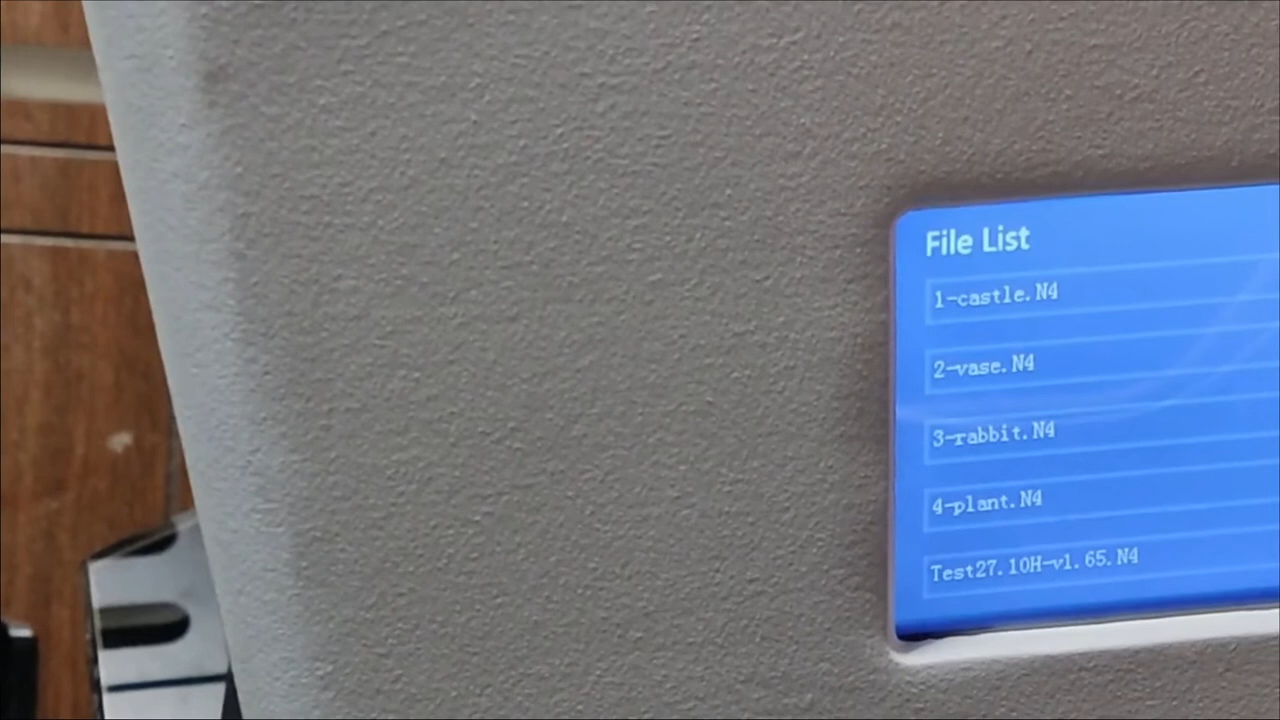 File List
1-castle.N4
2-vase.N4
3-rabbit.N4
4-plant.N4
Test27.10H-v1.65.N4